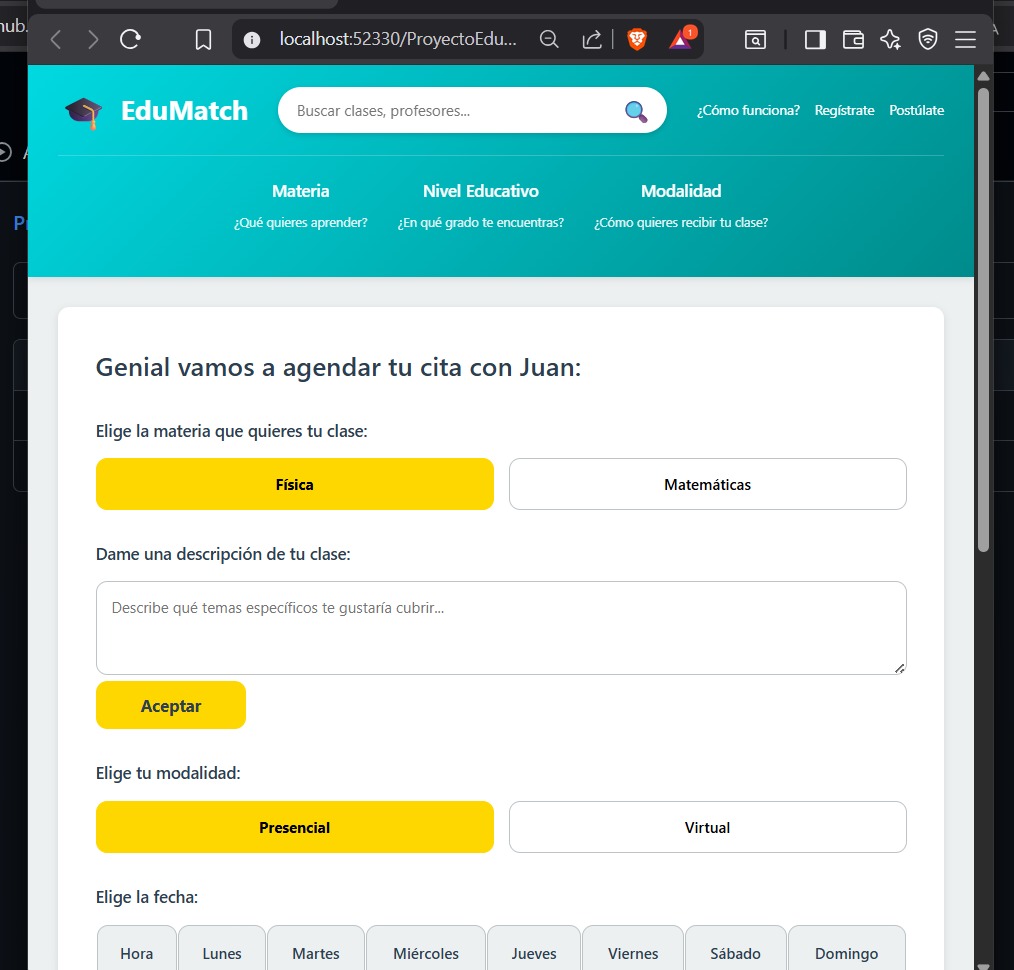 hub.
localhost:52330/ProyectoEdu...
1
A
EduMatch
Buscar clases, profesores...
¿Cómo funciona? Regístrate Postúlate
Materia Nivel Educativo Modalidad
¿Qué quieres aprender? ¿En qué grado te encuentras? ¿Cómo quieres recibir tu clase?
Genial vamos a agendar tu cita con Juan:
Elige la materia que quieres tu clase:
Física Matemáticas
Dame una descripción de tu clase:
Describe qué temas específicos te gustaría cubrir...
Aceptar
Elige tu modalidad:
Presencial Virtual
Elige la fecha:
Hora Lunes Martes Miércoles Jueves Viernes Sábado Domingo